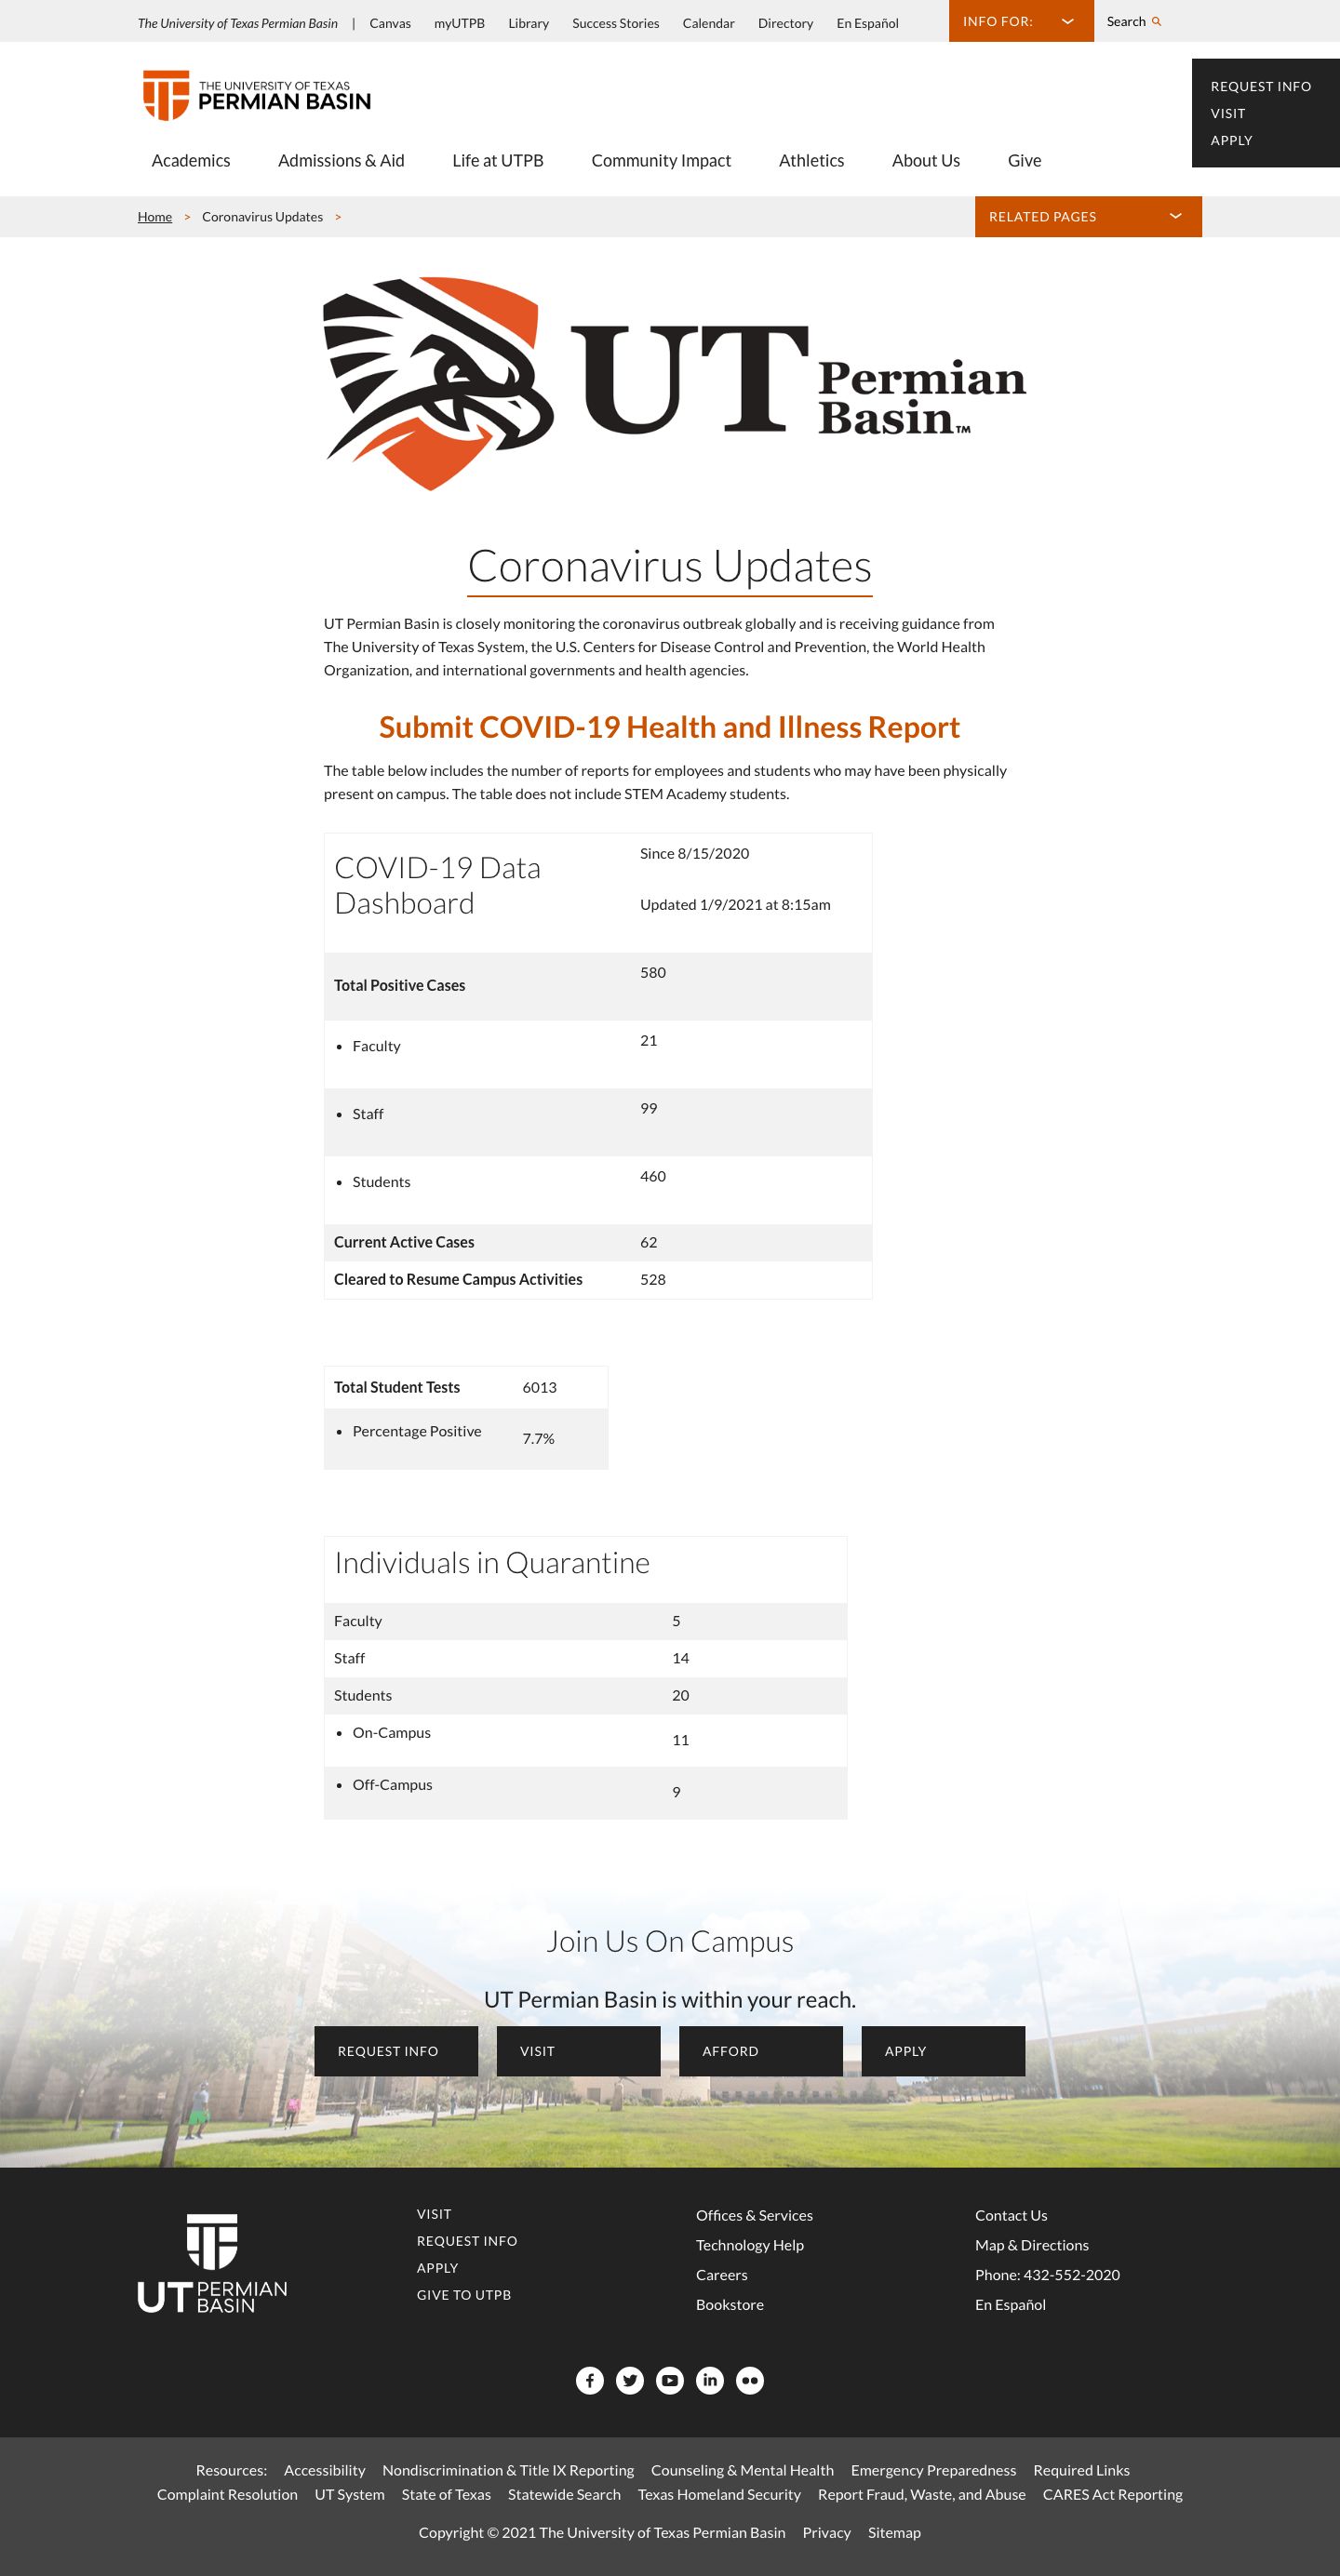 The University of Texas Permian Basin | Canvas myUTPB Library Success Stories Calendar Directory En Español INFO FOR: Search
THE UNIVERSITY OF TEXAS
PERMIAN BASIN
REQUEST INFO
VISIT
APPLY
Academics Admissions & Aid Life at UTPB Community Impact Athletics About Us Give
Home > Coronavirus Updates > RELATED PAGES
UT Permian
Basin™
Coronavirus Updates
UT Permian Basin is closely monitoring the coronavirus outbreak globally and is receiving guidance from
The University of Texas System, the U.S. Centers for Disease Control and Prevention, the World Health
Organization, and international governments and health agencies.
Submit COVID-19 Health and Illness Report
The table below includes the number of reports for employees and students who may have been physically
present on campus. The table does not include STEM Academy students.
COVID-19 Data
Dashboard
Since 8/15/2020
Updated 1/9/2021 at 8:15am
Total Positive Cases 580
• Faculty 21
• Staff 99
• Students 460
Current Active Cases 62
Cleared to Resume Campus Activities 528
Total Student Tests 6013
• Percentage Positive 7.7%
Individuals in Quarantine
Faculty 5
Staff 14
Students 20
• On-Campus 11
• Off-Campus 9
Join Us On Campus
UT Permian Basin is within your reach.
REQUEST INFO VISIT AFFORD APPLY
UT PERMIAN
BASIN
VISIT
REQUEST INFO
APPLY
GIVE TO UTPB
Offices & Services
Technology Help
Careers
Bookstore
Contact Us
Map & Directions
Phone: 432-552-2020
En Español
Resources: Accessibility Nondiscrimination & Title IX Reporting Counseling & Mental Health Emergency Preparedness Required Links
Complaint Resolution UT System State of Texas Statewide Search Texas Homeland Security Report Fraud, Waste, and Abuse CARES Act Reporting
Copyright © 2021 The University of Texas Permian Basin Privacy Sitemap